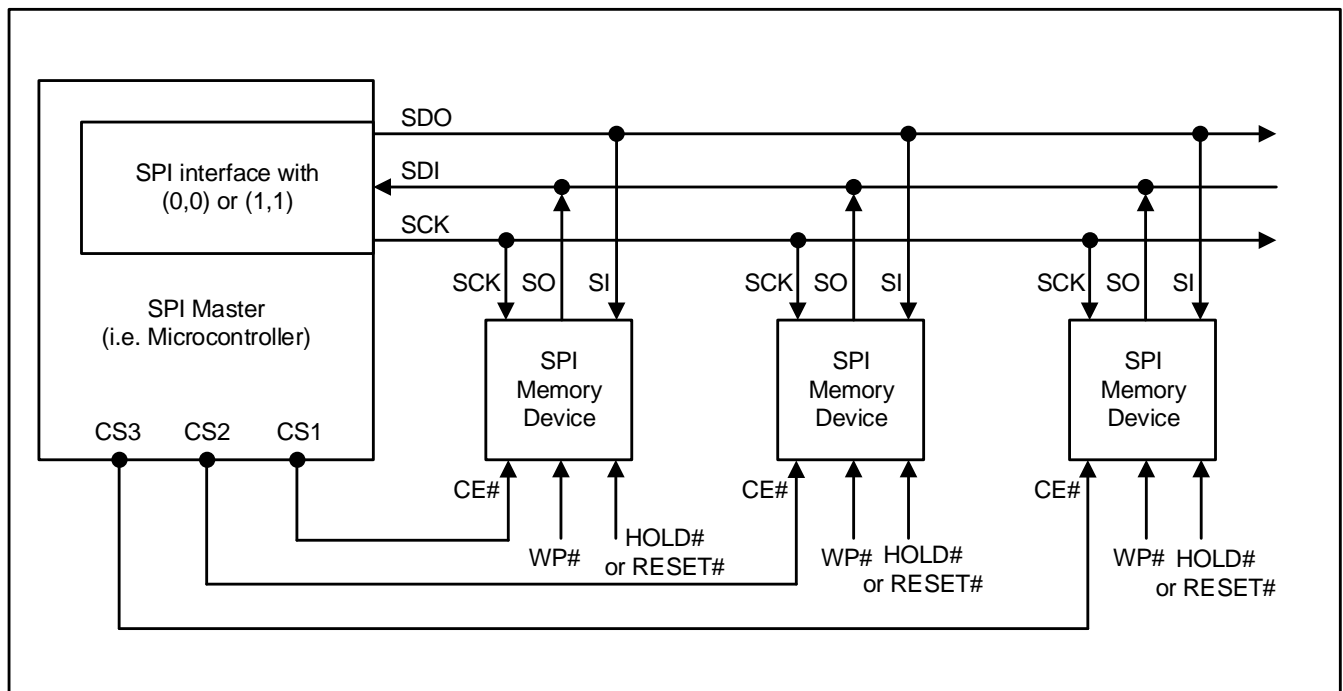 SDO
SPI interface with
(0,0) or (1,1)
SDI
SCK
SPI Master
(i.e. Microcontroller)
SCK SO SI
SCK SO SI
SCK SO SI
SPI
Memory
Device
SPI
Memory
Device
SPI
Memory
Device
CS3 CS2 CS1
CE#
WP#
HOLD#
or RESET#
CE#
WP#
HOLD#
or RESET#
CE#
WP#
HOLD#
or RESET#